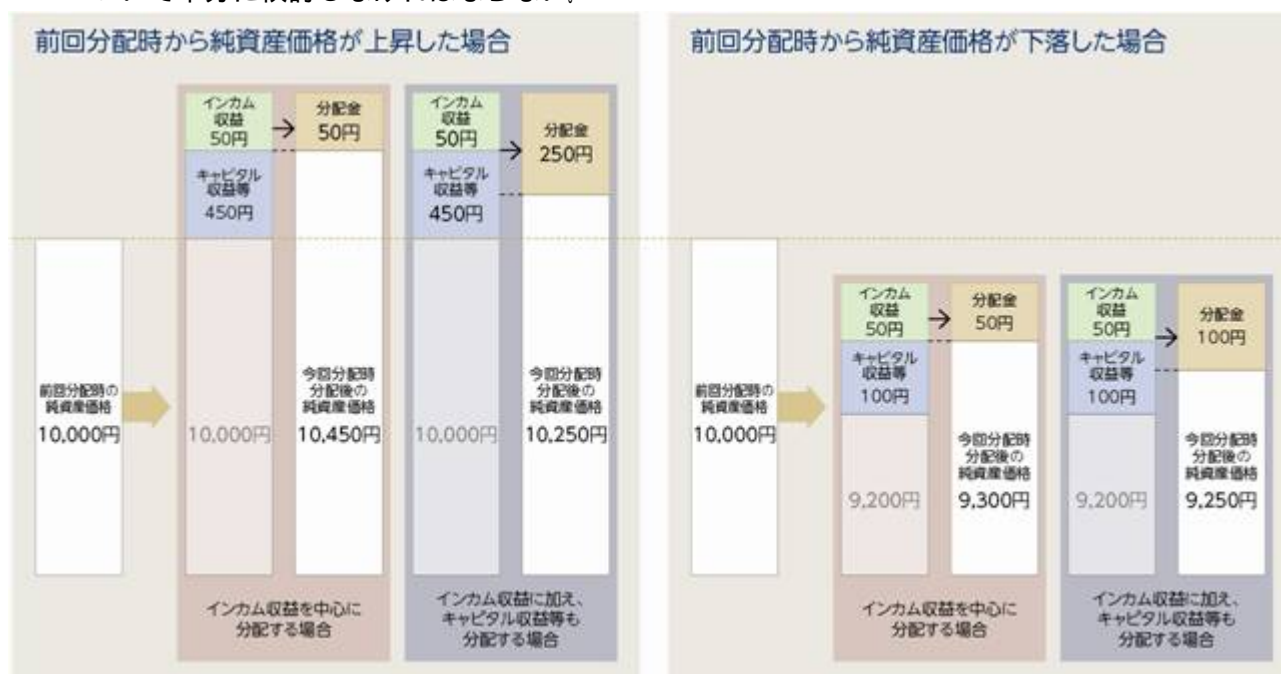 前回分配時から純資産価格が上昇した場合
インカム
収益
50円
分配金
50円
キャピタル
収益等
450円
前回分配時の
純資産価格
10,000円
10,000円
今回分配時
分配後の
純資産価格
10,450円
インカム収益を中心に
分配する場合
インカム
収益
50円
分配金
250円
キャピタル
収益等
450円
10,000円
今回分配時
分配後の
純資産価格
10,250円
インカム収益に加え、
キャピタル収益等も
分配する場合
前回分配時から純資産価格が下落した場合
前回分配時の
純資産価格
10,000円
インカム
収益
50円
分配金
50円
キャピタル
収益等
100円
9,200円
今回分配時
分配後の
純資産価格
9,300円
インカム収益を中心に
分配する場合
インカム
収益
50円
分配金
100円
キャピタル
収益等
100円
9,200円
今回分配時
分配後の
純資産価格
9,250円
インカム収益に加え、
キャピタル収益等も
分配する場合